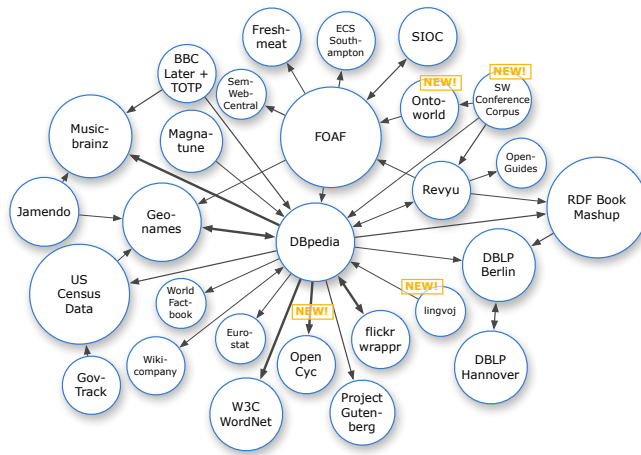 Fresh-
meat
ECS
South-
ampton
SIOC
BBC
Later +
TOTP
Sem-
Web-
Central
FOAF
NEW!
Onto-
world
NEW!
SW
Conference
Corpus
Music-
brainz
Magna-
tune
Open-
Guides
Revyu
RDF Book
Mashup
Jamendo
Geo-
names
DBpedia
DBLP
Berlin
US
Census
Data
World
Fact-
book
NEW!
lingvoj
Euro-
stat
NEW!
Open
Cyc
flickr
wrappr
Wiki-
company
DBLP
Hannover
Gov-
Track
W3C
WordNet
Project
Guten-
berg